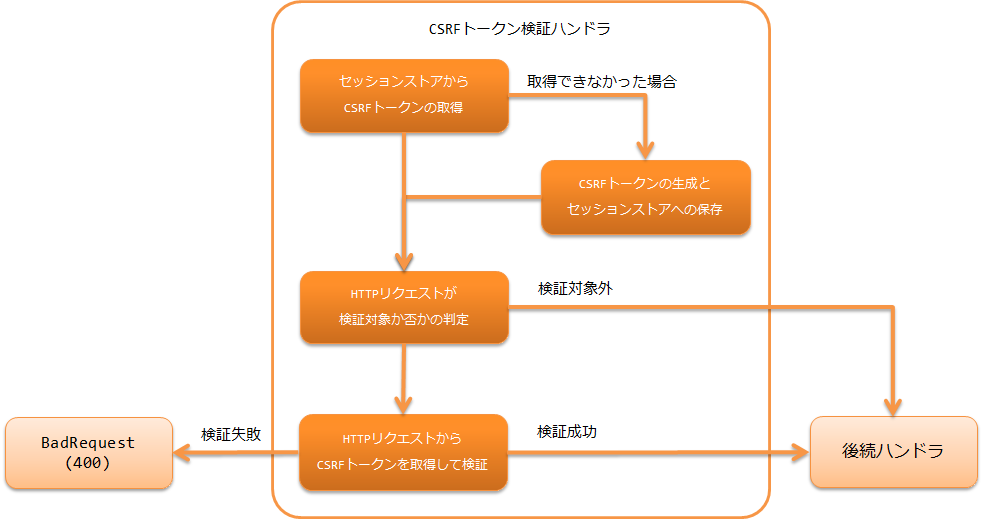 CSRFトークン検証ハンドラ
セッションストアから
CSRFトークンの取得
取得できなかった場合
CSRFトークンの生成と
セッションストアへの保存
HTTPリクエストが
検証対象か否かの判定
検証対象外
BadRequest
(400)
検証失敗
HTTPリクエストから
CSRFトークンを取得して検証
検証成功
後続ハンドラ